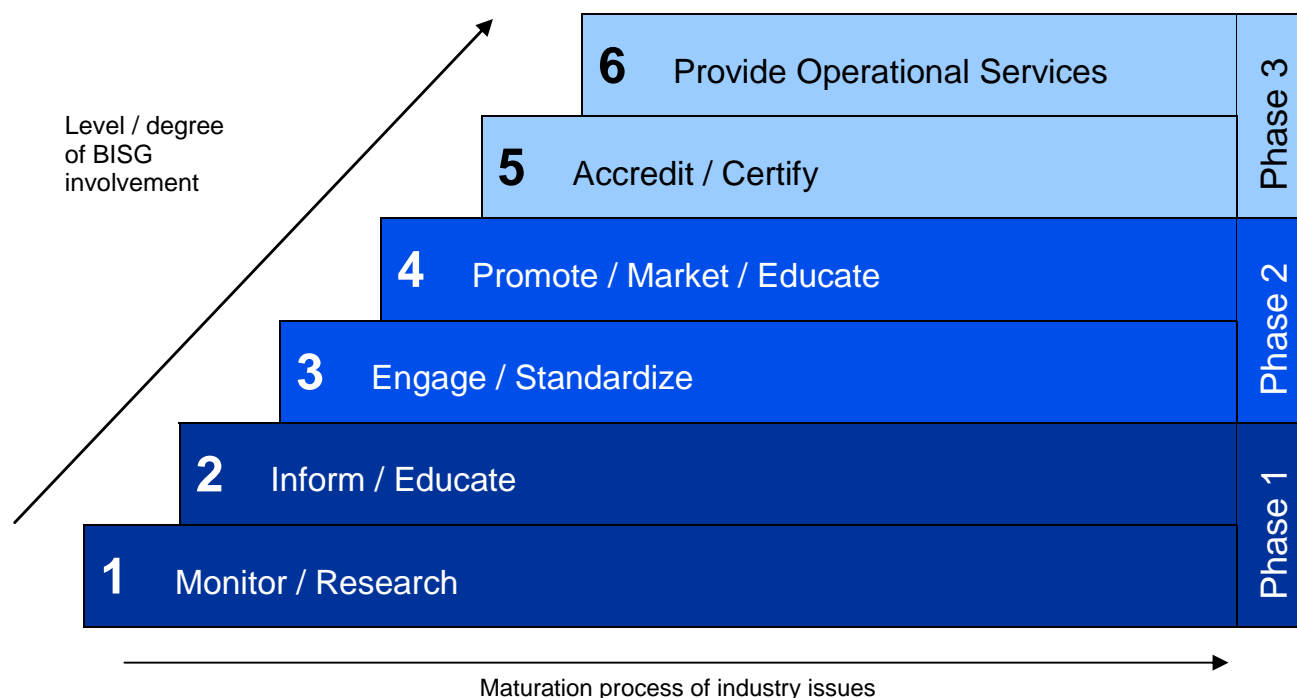 6 Provide Operational Services
Level / degree
of BISG
involvement
5 Accredit / Certify
Phase 3
4 Promote / Market / Educate
3 Engage / Standardize
Phase 2
2 Inform / Educate
1 Monitor / Research
Phase 1
Maturation process of industry issues